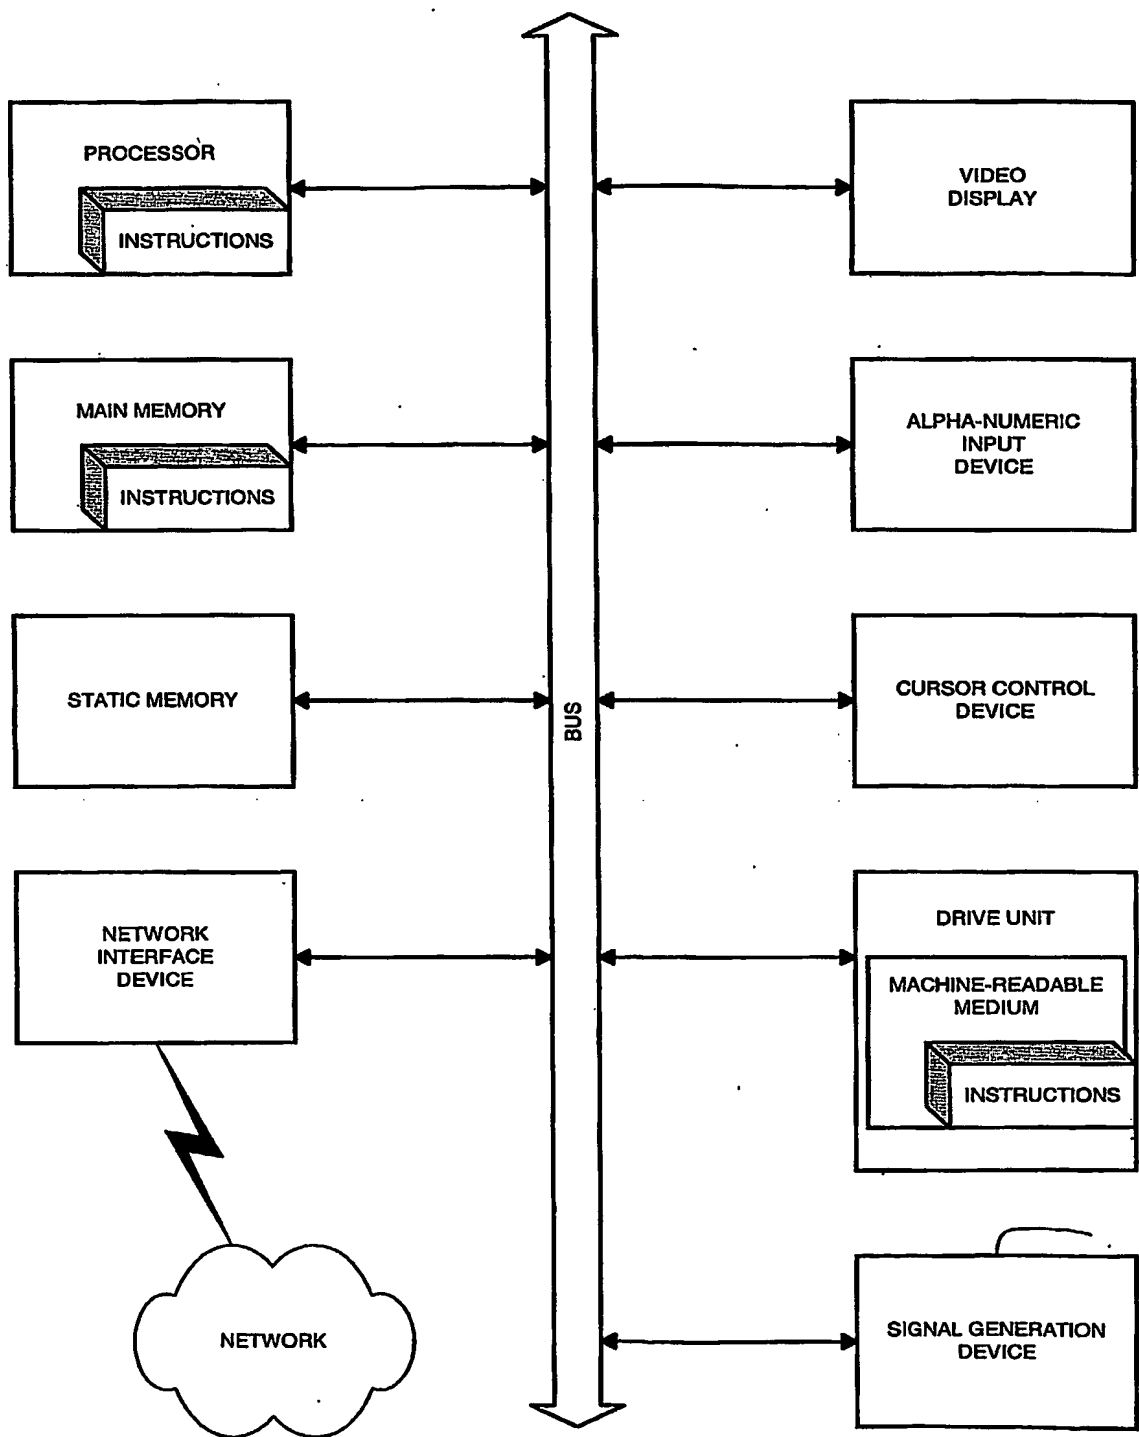 PROCESSOR
INSTRUCTIONS
VIDEO
DISPLAY
MAIN MEMORY
INSTRUCTIONS
ALPHA-NUMERIC
INPUT
DEVICE
STATIC MEMORY
BUS
CURSOR CONTROL
DEVICE
NETWORK
INTERFACE
DEVICE
DRIVE UNIT
MACHINE-READABLE
MEDIUM
INSTRUCTIONS
NETWORK
SIGNAL GENERATION
DEVICE